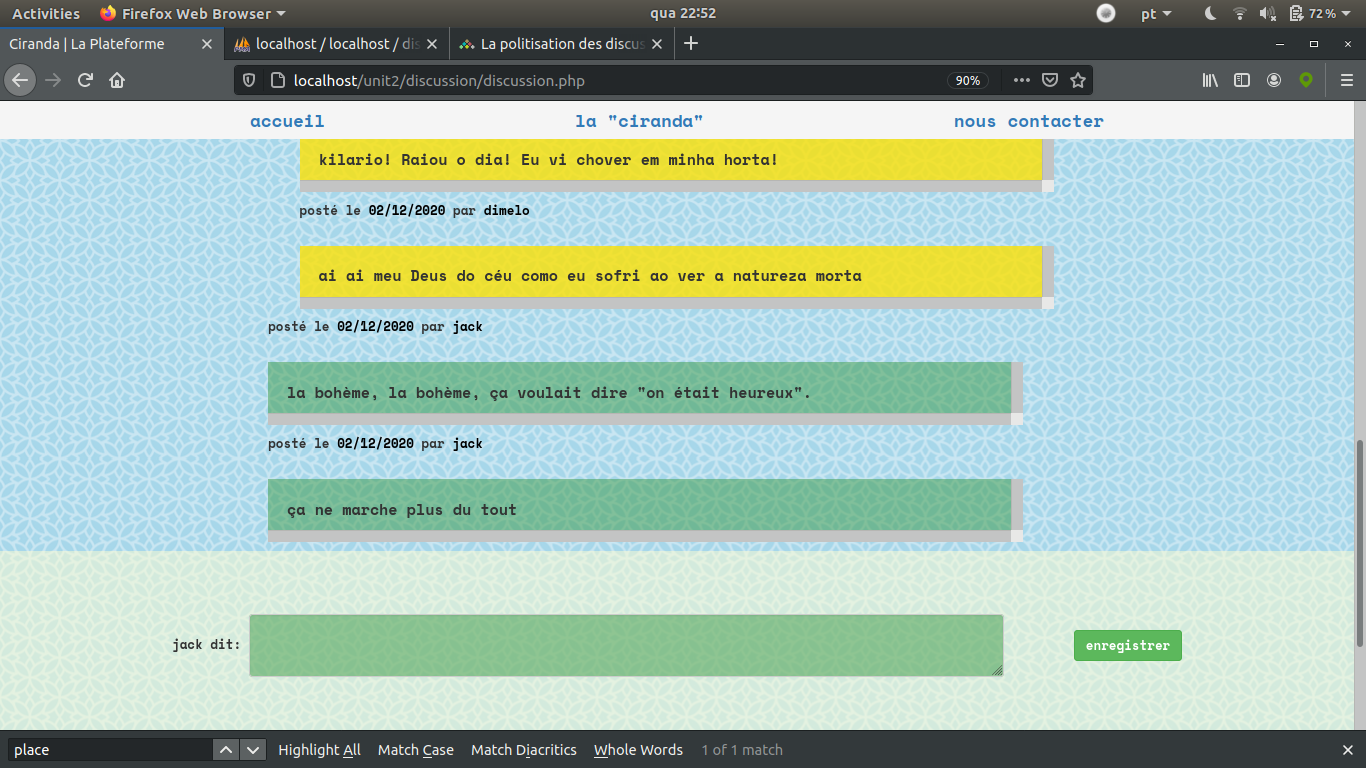 Activities Firefox Web Browser qua 22:52 pt 72 %
Ciranda | La Plateforme localhost / localhost / dis La politisation des discus
localhost/unit2/discussion/discussion.php 90%
accueil la "ciranda" nous contacter
kilario! Raiou o dia! Eu vi chover em minha horta!
posté le 02/12/2020 par dimelo
ai ai meu Deus do céu como eu sofri ao ver a natureza morta
posté le 02/12/2020 par jack
la bohème, la bohème, ça voulait dire "on était heureux".
posté le 02/12/2020 par jack
ça ne marche plus du tout
jack dit: enregistrer
place Highlight All Match Case Match Diacritics Whole Words 1 of 1 match